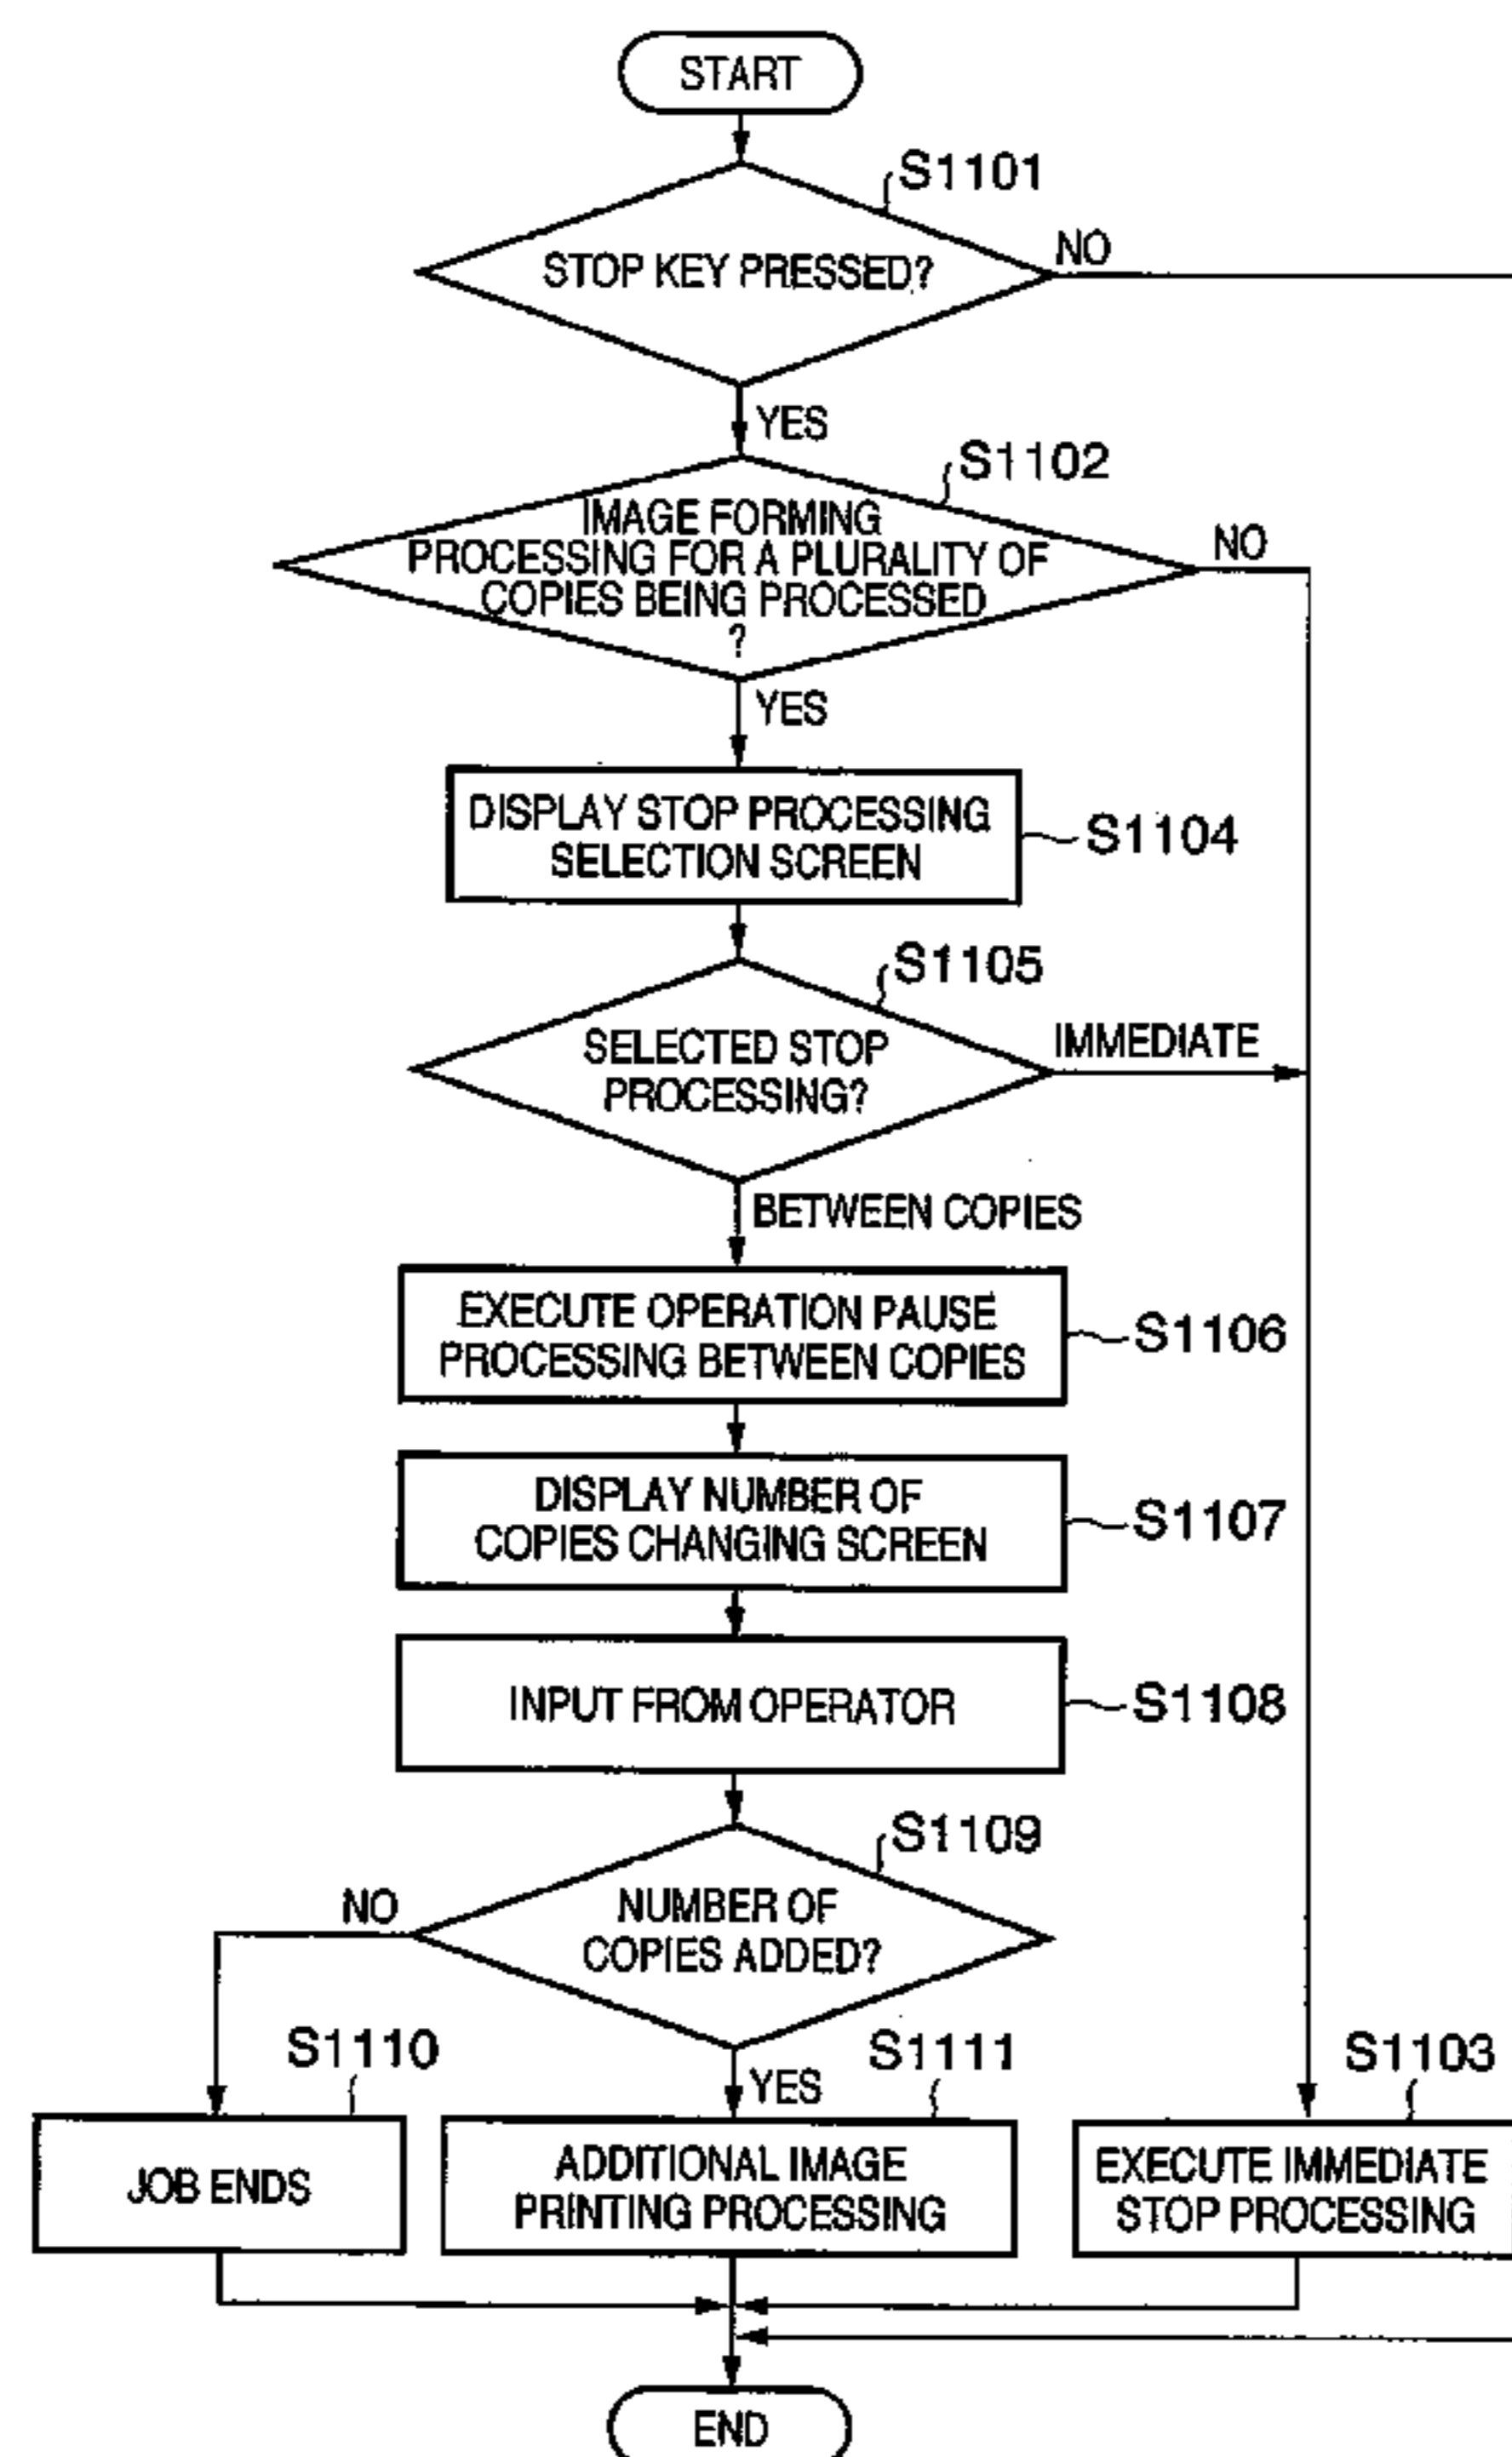 START
S1101
STOP KEY PRESSED?
NO
YES
S1102
IMAGE FORMING
PROCESSING FOR A PLURALITY OF
COPIES BEING PROCESSED
?
NO
YES
DISPLAY STOP PROCESSING
SELECTION SCREEN
S1104
S1105
SELECTED STOP
PROCESSING?
IMMEDIATE
BETWEEN COPIES
EXECUTE OPERATION PAUSE
PROCESSING BETWEEN COPIES
S1106
DISPLAY NUMBER OF
COPIES CHANGING SCREEN
S1107
INPUT FROM OPERATOR
S1108
S1109
NUMBER OF
COPIES ADDED?
NO
YES
S1110
JOB ENDS
S1111
ADDITIONAL IMAGE
PRINTING PROCESSING
S1103
EXECUTE IMMEDIATE
STOP PROCESSING
END